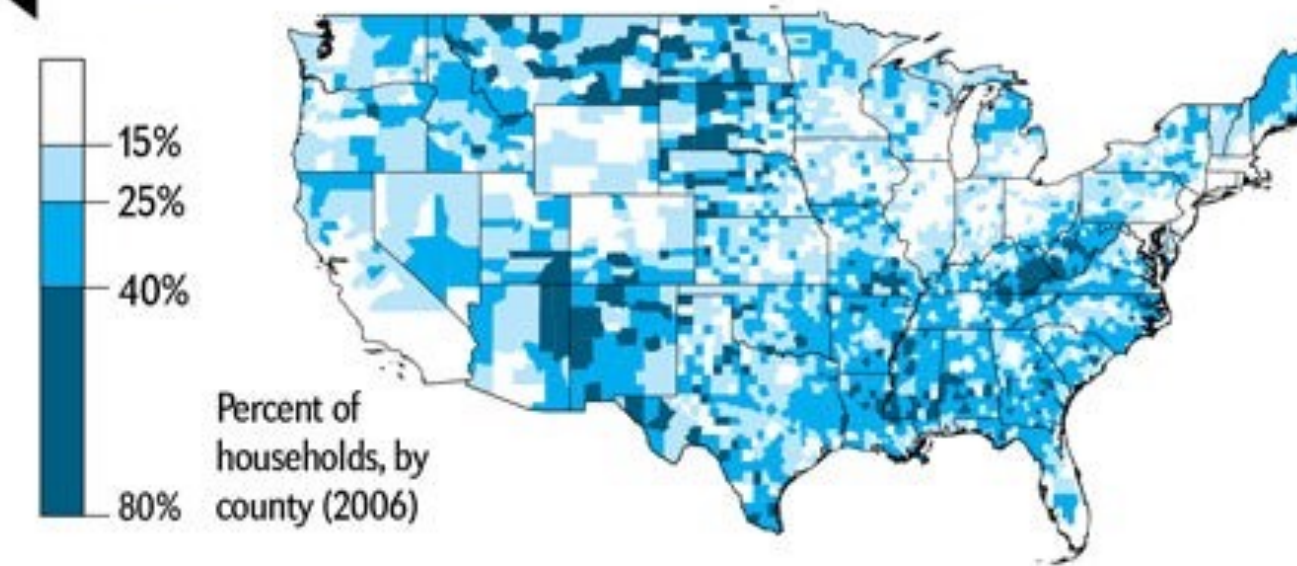 15%
25%
40%
80%
Percent of
households, by
county (2006)